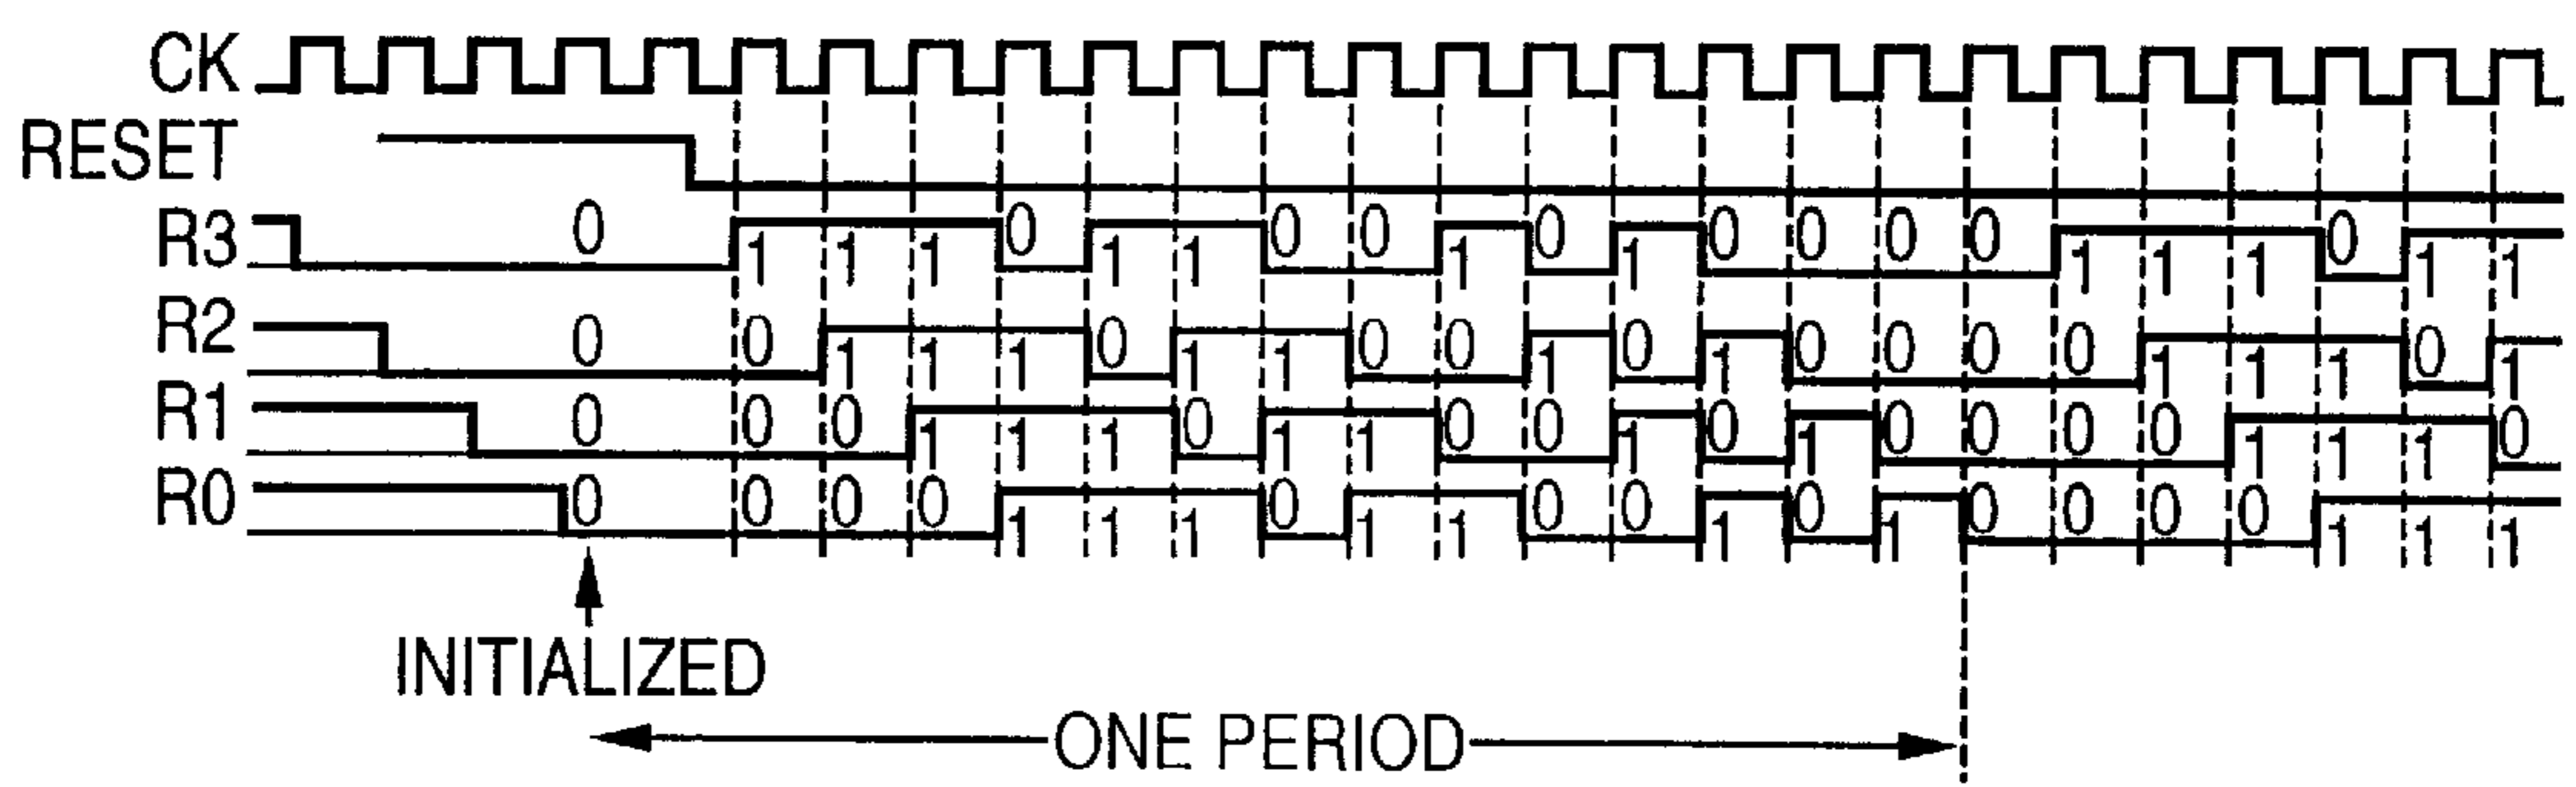 CK
RESET
R3 0 1 1 1 0 1 1 0 0 1 0 1 0 0 0 0 1 1 1 0 1 1
R2 0 0 1 1 1 0 1 1 0 0 1 0 1 0 0 0 0 1 1 1 0 1
R1 0 0 0 1 1 1 0 1 1 0 0 1 0 1 0 0 0 0 1 1 1 0
R0 0 0 0 0 1 1 1 0 1 1 0 0 1 0 1 0 0 0 0 1 1 1
INITIALIZED
ONE PERIOD